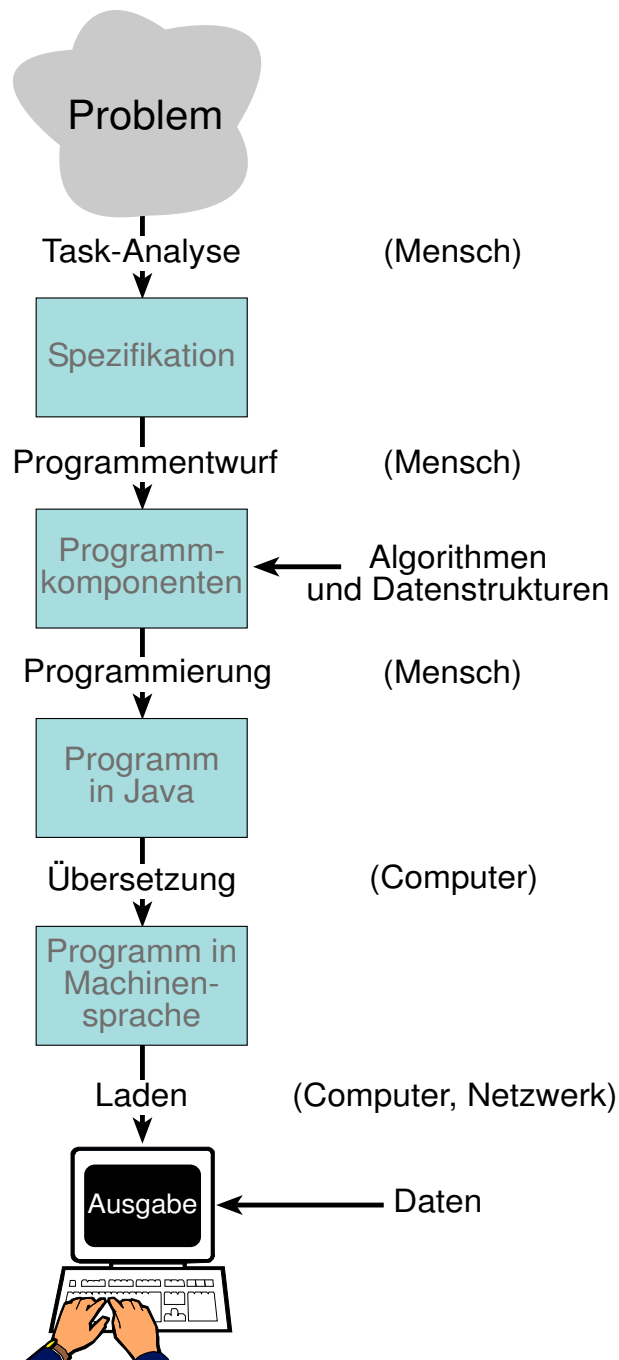 Problem
Task-Analyse (Mensch)
Spezifikation
Programmentwurf (Mensch)
Programm-
komponenten
Algorithmen
und Datenstrukturen
Programmierung (Mensch)
Programm
in Java
Übersetzung (Computer)
Programm in
Machinen-
sprache
Laden (Computer, Netzwerk)
Ausgabe Daten